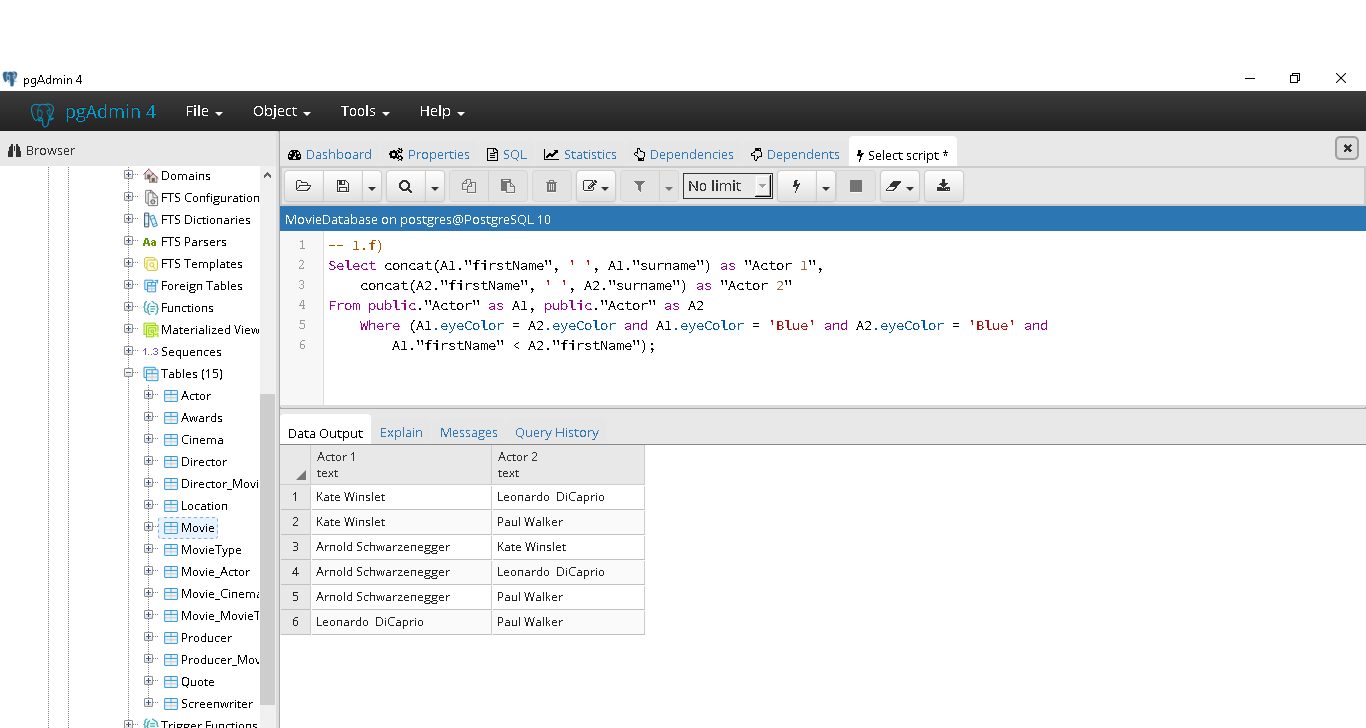 pgAdmin 4
pgAdmin 4 File Object Tools Help
Browser
Dashboard Properties SQL Statistics Dependencies Dependents Select script *
Domains
FTS Configuration
FTS Dictionaries
Aa FTS Parsers
FTS Templates
Foreign Tables
Functions
Materialized View
1..3 Sequences
Tables (15)
Actor
Awards
Cinema
Director
Director_Movi
Location
Movie
MovieType
Movie_Actor
Movie_Cinema
Movie_MovieT
Producer
Producer_Mov
Quote
Screenwriter
Trigger Functions
No limit
MovieDatabase on postgres@PostgreSQL 10
1 -- 1.f)
2 Select concat(A1."firstName", ' ', A1."surname") as "Actor 1",
3 concat(A2."firstName", ' ', A2."surname") as "Actor 2"
4 From public."Actor" as A1, public."Actor" as A2
5 Where (A1.eyeColor = A2.eyeColor and A1.eyeColor = 'Blue' and A2.eyeColor = 'Blue' and
6 A1."firstName" < A2."firstName");
Data Output Explain Messages Query History
Actor 1 Actor 2
text text
1 Kate Winslet Leonardo DiCaprio
2 Kate Winslet Paul Walker
3 Arnold Schwarzenegger Kate Winslet
4 Arnold Schwarzenegger Leonardo DiCaprio
5 Arnold Schwarzenegger Paul Walker
6 Leonardo DiCaprio Paul Walker